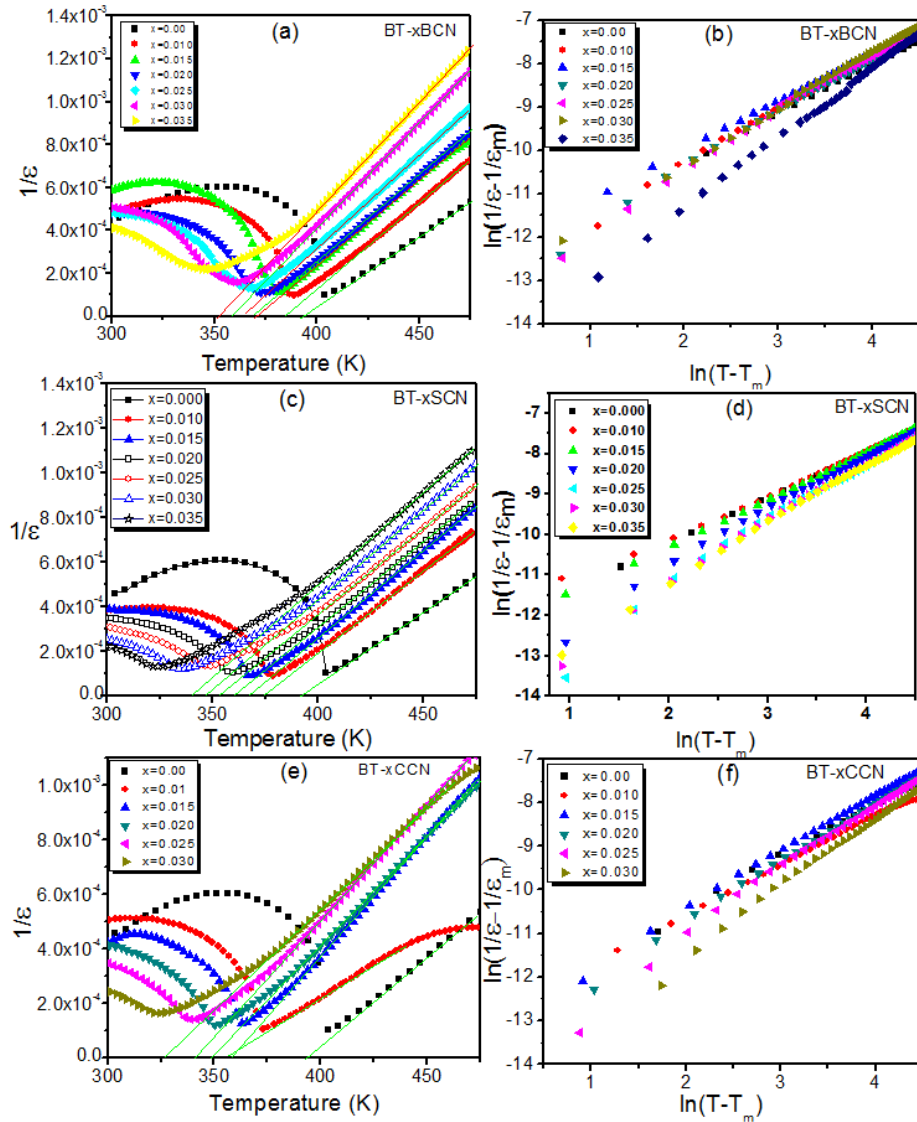 (a) BT-xBCN
1.4x10⁻³
1.2x10⁻³
1.0x10⁻³
8.0x10⁻⁴
6.0x10⁻⁴
4.0x10⁻⁴
2.0x10⁻⁴
0.0
1/ε
x=0.00
x=0.010
x=0.015
x=0.020
x=0.025
x=0.030
x=0.035
300 350 400 450
Temperature (K)
(b) BT-xBCN
-7
-8
-9
-10
-11
-12
-13
-14
ln(1/ε-1/εm)
x=0.00
x=0.010
x=0.015
x=0.020
x=0.025
x=0.030
x=0.035
1 2 3 4
ln(T-Tₘ)
(c) BT-xSCN
1.4x10⁻³
1.2x10⁻³
1.0x10⁻³
8.0x10⁻⁴
6.0x10⁻⁴
4.0x10⁻⁴
2.0x10⁻⁴
0.0
1/ε
x=0.000
x=0.010
x=0.015
x=0.020
x=0.025
x=0.030
x=0.035
300 350 400 450
Temperature (K)
(d) BT-xSCN
-7
-8
-9
-10
-11
-12
-13
-14
ln(1/ε-1/εm)
x=0.000
x=0.010
x=0.015
x=0.020
x=0.025
x=0.030
x=0.035
1 2 3 4
ln(T-Tₘ)
(e) BT-xCCN
1.0x10⁻³
8.0x10⁻⁴
6.0x10⁻⁴
4.0x10⁻⁴
2.0x10⁻⁴
0.0
1/ε
x=0.00
x=0.01
x=0.015
x=0.020
x=0.025
x=0.030
300 350 400 450
Temperature (K)
(f) BT-xCCN
-7
-8
-9
-10
-11
-12
-13
-14
ln(1/ε–1/εₘ)
x=0.00
x=0.010
x=0.015
x=0.020
x=0.025
x=0.030
1 2 3 4
ln(T-Tₘ)